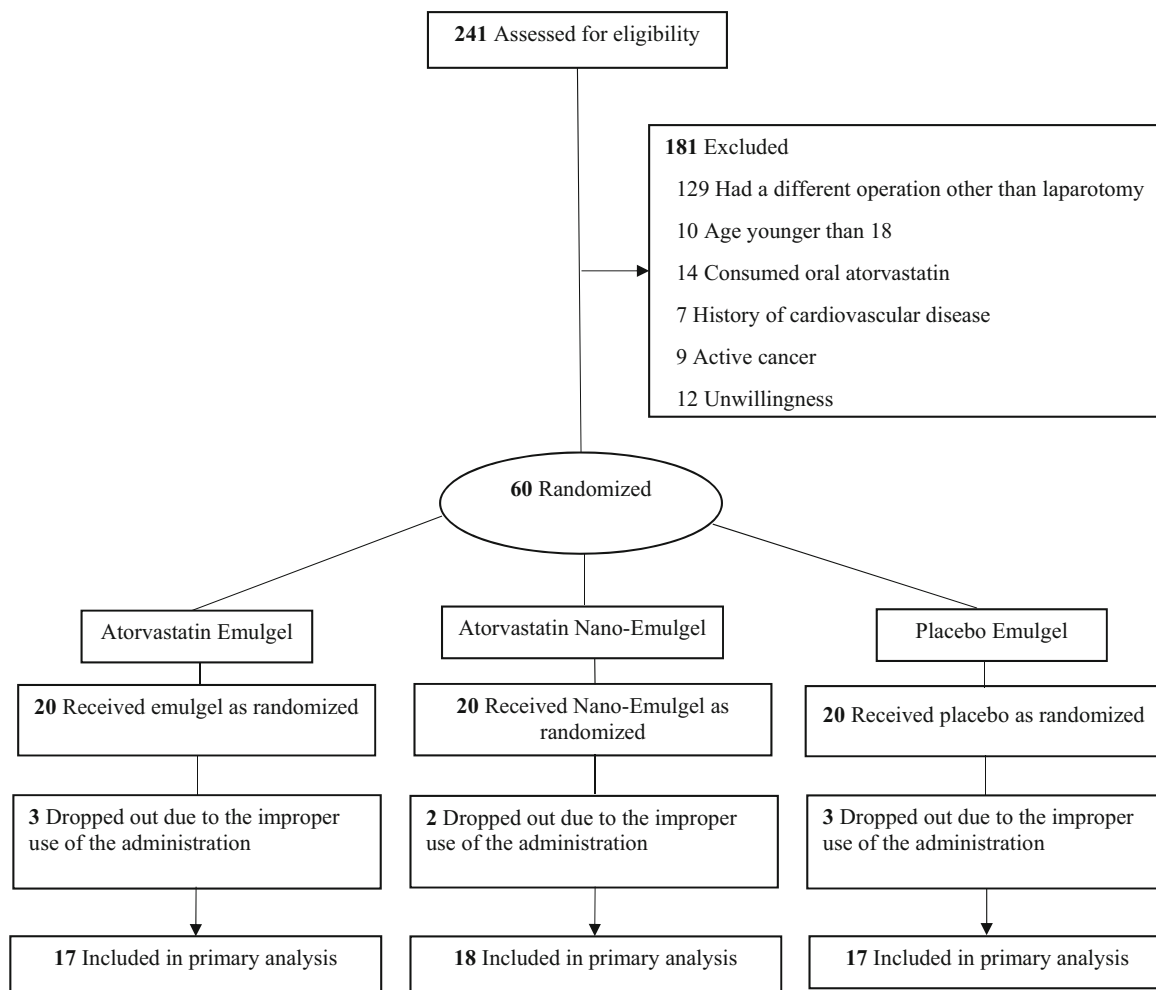 241 Assessed for eligibility
181 Excluded
129 Had a different operation other than laparotomy
10 Age younger than 18
14 Consumed oral atorvastatin
7 History of cardiovascular disease
9 Active cancer
12 Unwillingness
60 Randomized
Atorvastatin Emulgel
Atorvastatin Nano-Emulgel
Placebo Emulgel
20 Received emulgel as randomized
20 Received Nano-Emulgel as
randomized
20 Received placebo as randomized
3 Dropped out due to the improper
use of the administration
2 Dropped out due to the improper
use of the administration
3 Dropped out due to the improper
use of the administration
17 Included in primary analysis
18 Included in primary analysis
17 Included in primary analysis